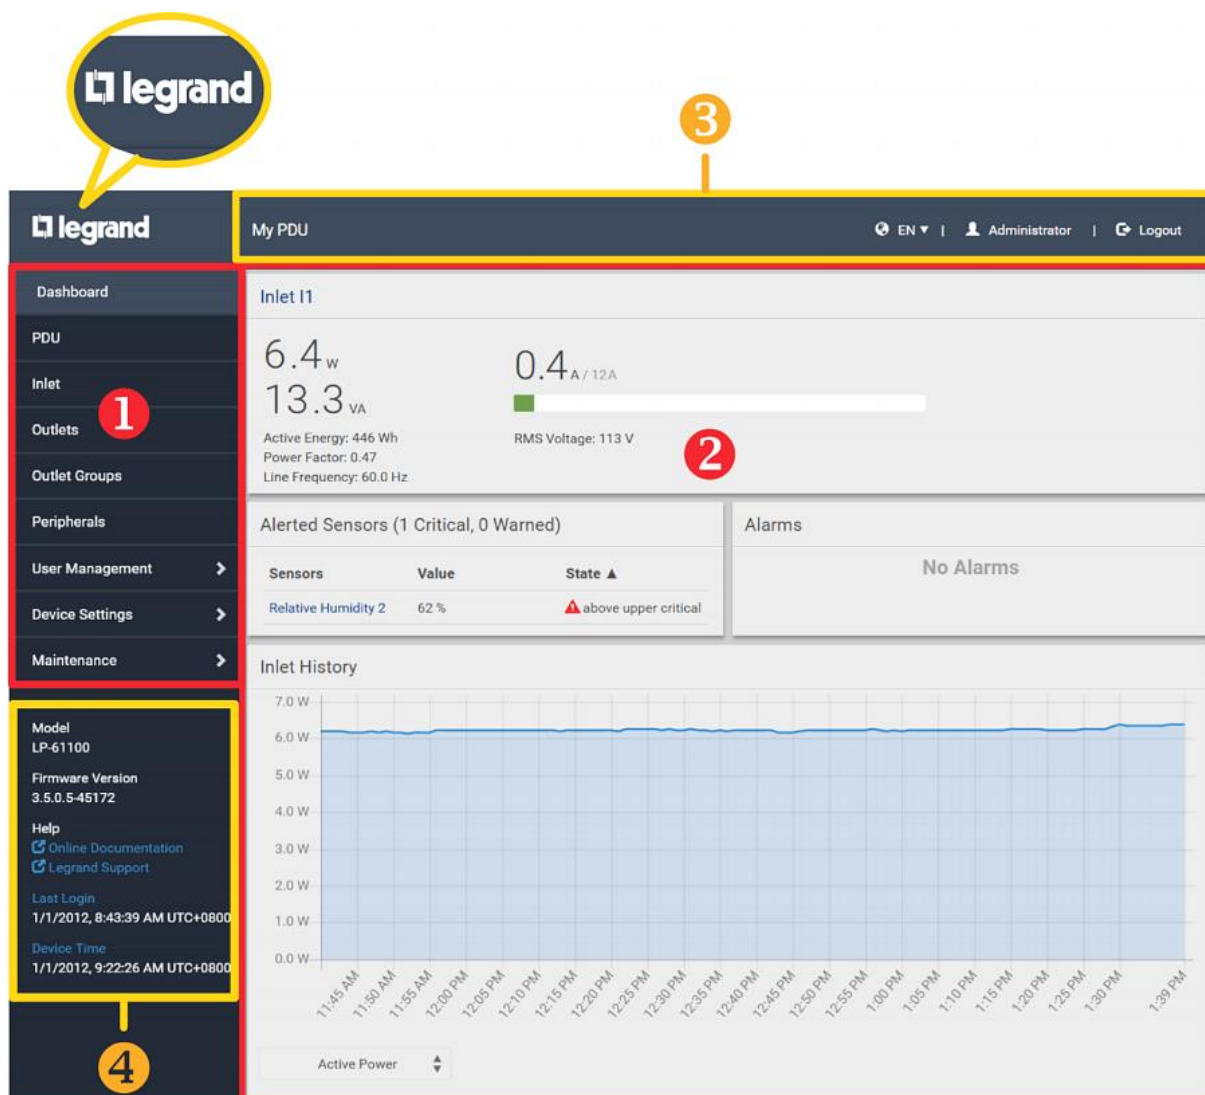 legrand
3
legrand
My PDU
EN ▼ | Administrator | Logout
Dashboard
PDU
Inlet
1
Outlets
Outlet Groups
Peripherals
User Management
Device Settings
Maintenance
Model
LP-61100
Firmware Version
3.5.0.5-45172
Help
Online Documentation
Legrand Support
Last Login
1/1/2012, 8:43:39 AM UTC+0800
Device Time
1/1/2012, 9:22:26 AM UTC+0800
4
Inlet I1
6.4 W
13.3 VA
Active Energy: 446 Wh
Power Factor: 0.47
Line Frequency: 60.0 Hz
0.4 A / 12A
RMS Voltage: 113 V
2
Alerted Sensors (1 Critical, 0 Warned)
Sensors Value State ▲
Relative Humidity 2 62 % above upper critical
Alarms
No Alarms
Inlet History
7.0 W
6.0 W
5.0 W
4.0 W
3.0 W
2.0 W
1.0 W
0.0 W
11:45 AM 11:50 AM 11:55 AM 12:00 PM 12:05 PM 12:10 PM 12:15 PM 12:20 PM 12:25 PM 12:30 PM 12:35 PM 12:40 PM 12:45 PM 12:50 PM 12:55 PM 1:00 PM 1:05 PM 1:10 PM 1:15 PM 1:20 PM 1:25 PM 1:30 PM 1:39 PM
Active Power